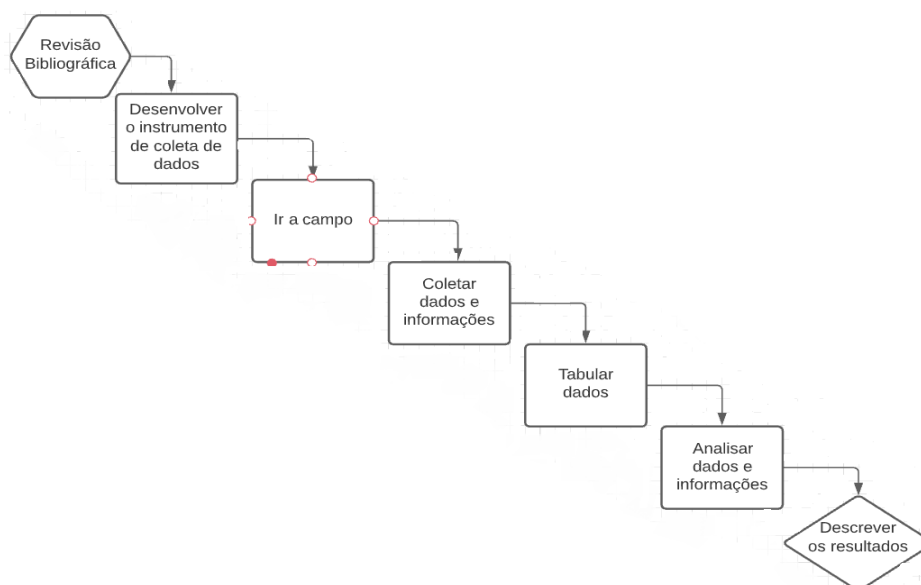 Revisão
Bibliográfica
Desenvolver
o instrumento
de coleta de
dados
Ir a campo
Coletar
dados e
informações
Tabular
dados
Analisar
dados e
informações
Descrever
os resultados